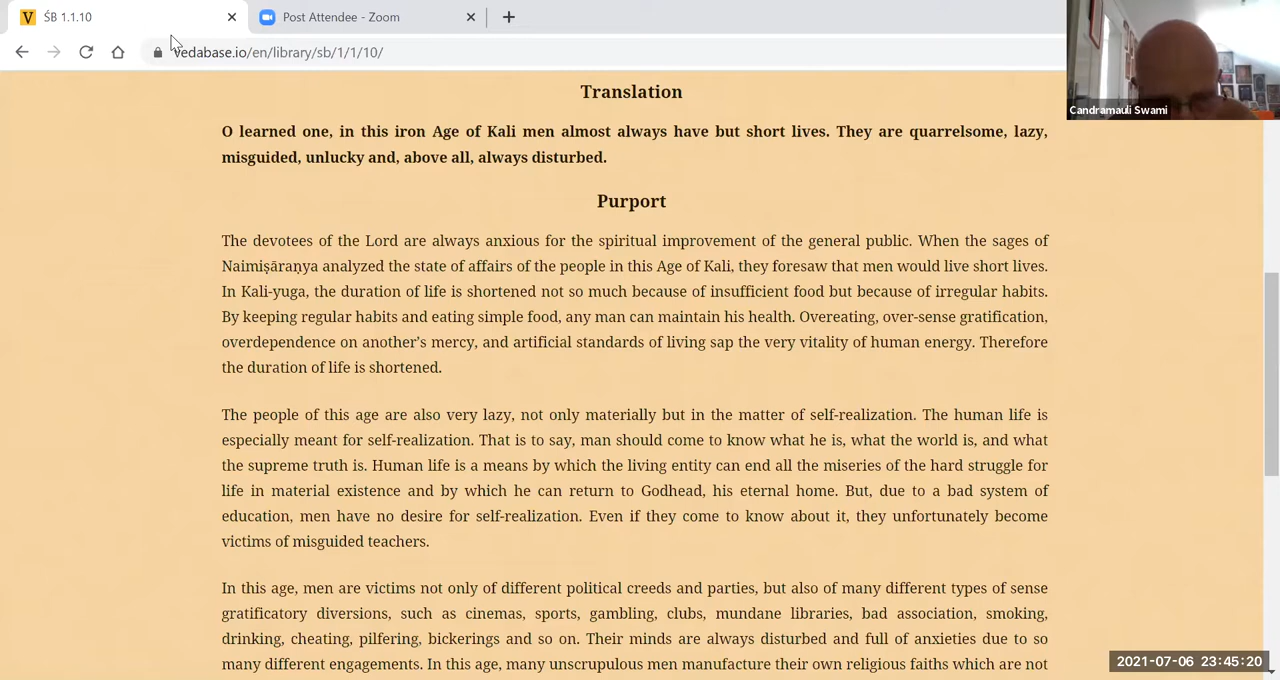 V ŚB 1.1.10
Post Attendee - Zoom
vedabase.io/en/library/sb/1/1/10/
Candramauli Swami
Translation
O learned one, in this iron Age of Kali men almost always have but short lives. They are quarrelsome, lazy,
misguided, unlucky and, above all, always disturbed.
Purport
The devotees of the Lord are always anxious for the spiritual improvement of the general public. When the sages of
Naimiṣāraṇya analyzed the state of affairs of the people in this Age of Kali, they foresaw that men would live short lives.
In Kali-yuga, the duration of life is shortened not so much because of insufficient food but because of irregular habits.
By keeping regular habits and eating simple food, any man can maintain his health. Overeating, over-sense gratification,
overdependence on another's mercy, and artificial standards of living sap the very vitality of human energy. Therefore
the duration of life is shortened.
The people of this age are also very lazy, not only materially but in the matter of self-realization. The human life is
especially meant for self-realization. That is to say, man should come to know what he is, what the world is, and what
the supreme truth is. Human life is a means by which the living entity can end all the miseries of the hard struggle for
life in material existence and by which he can return to Godhead, his eternal home. But, due to a bad system of
education, men have no desire for self-realization. Even if they come to know about it, they unfortunately become
victims of misguided teachers.
In this age, men are victims not only of different political creeds and parties, but also of many different types of sense
gratificatory diversions, such as cinemas, sports, gambling, clubs, mundane libraries, bad association, smoking,
drinking, cheating, pilfering, bickerings and so on. Their minds are always disturbed and full of anxieties due to so
many different engagements. In this age, many unscrupulous men manufacture their own religious faiths which are not
2021-07-06 23:45:20